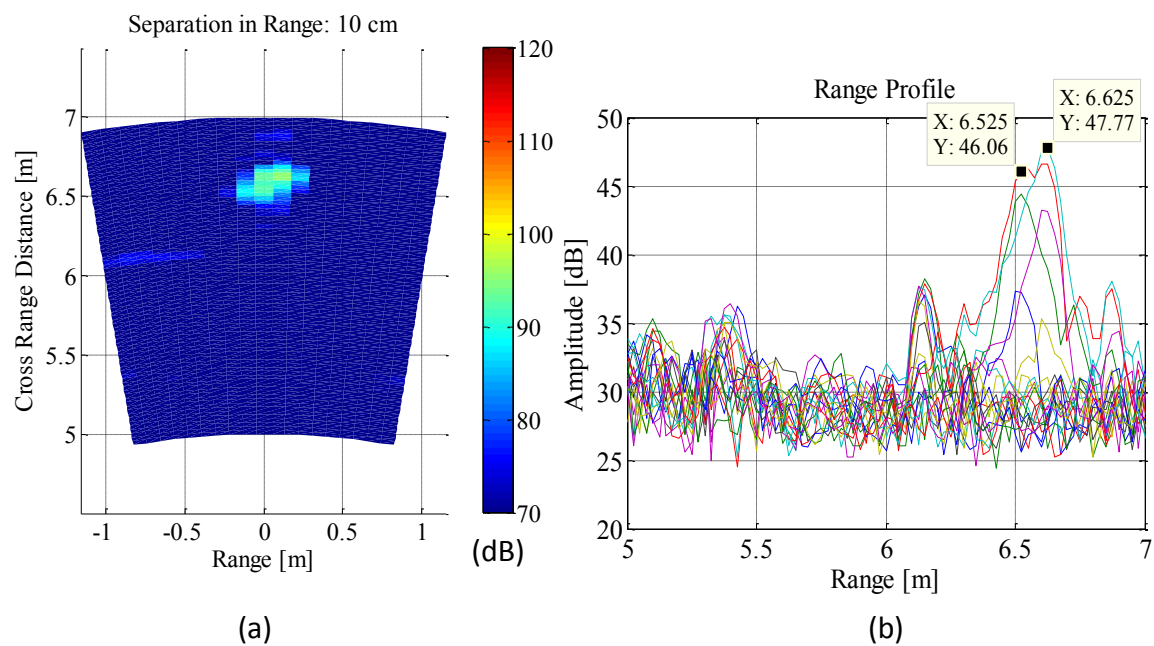 Separation in Range: 10 cm
Cross Range Distance [m]
7
6.5
6
5.5
5
-1 -0.5 0 0.5 1
Range [m]
120
110
100
90
80
70
(dB)
(a)
Range Profile
X: 6.525
Y: 46.06
X: 6.625
Y: 47.77
Amplitude [dB]
50
45
40
35
30
25
20
5 5.5 6 6.5 7
Range [m]
(b)